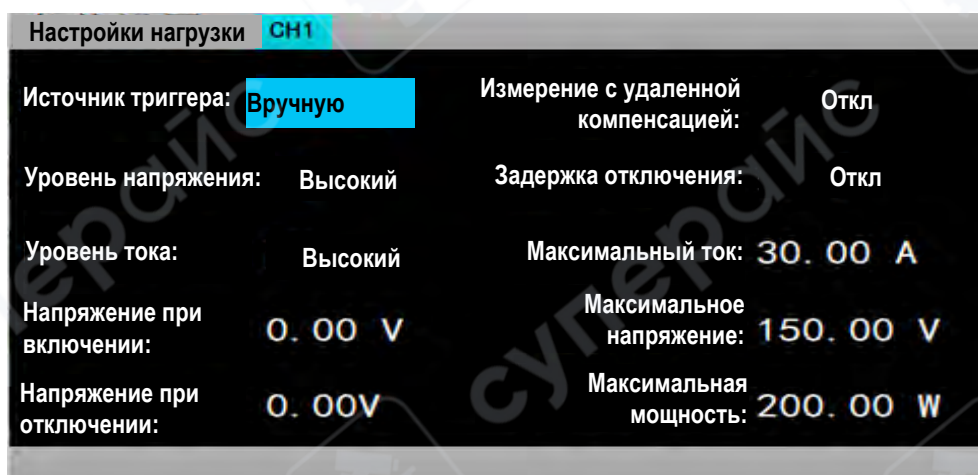 Настройки нагрузки CH1
Источник триггера: Вручную
Измерение с удаленной
компенсацией: Откл
Уровень напряжения: Высокий
Задержка отключения: Откл
Уровень тока: Высокий
Максимальный ток: 30.00 A
Напряжение при
включении: 0.00 V
Максимальное
напряжение: 150.00 V
Напряжение при
отключении: 0.00V
Максимальная
мощность: 200.00 W
суперайс
суперайс